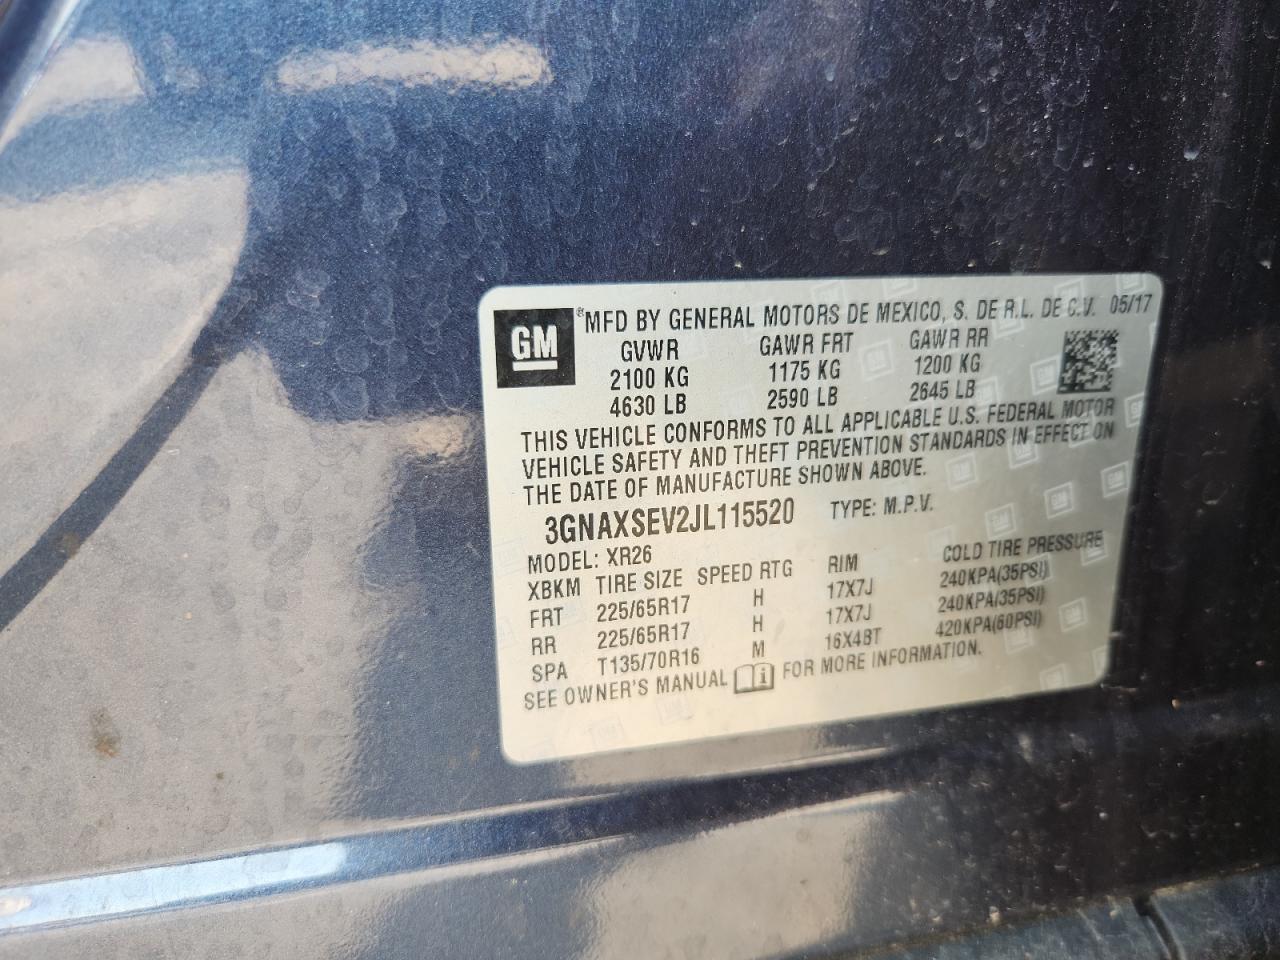 GM ® MFD BY GENERAL MOTORS DE MEXICO, S. DE R.L. DE C.V. 05/17
GVWR GAWR FRT GAWR RR
2100 KG 1175 KG 1200 KG
4630 LB 2590 LB 2645 LB
THIS VEHICLE CONFORMS TO ALL APPLICABLE U.S. FEDERAL MOTOR
VEHICLE SAFETY AND THEFT PREVENTION STANDARDS IN EFFECT ON
THE DATE OF MANUFACTURE SHOWN ABOVE.
3GNAXSEV2JL115520 TYPE: M.P.V.
MODEL: XR26
XBKM TIRE SIZE SPEED RTG RIM COLD TIRE PRESSURE
FRT 225/65R17 H 17X7J 240KPA(35PSI)
RR 225/65R17 H 17X7J 240KPA(35PSI)
SPA T135/70R16 M 16X4BT 420KPA(60PSI)
SEE OWNER'S MANUAL i FOR MORE INFORMATION.